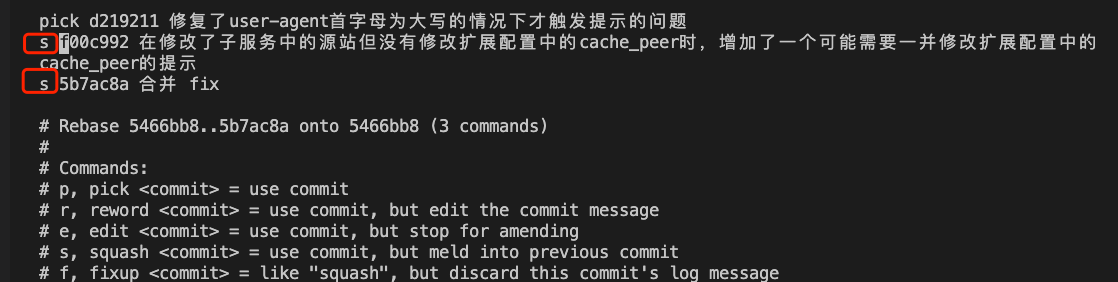 pick d219211 修复了user-agent首字母为大写的情况下才触发提示的问题
s f00c992 在修改了子服务中的源站但没有修改扩展配置中的cache_peer时，增加了一个可能需要一并修改扩展配置中的
cache_peer的提示
s 5b7ac8a 合并 fix
# Rebase 5466bb8..5b7ac8a onto 5466bb8 (3 commands)
#
# Commands:
# p, pick <commit> = use commit
# r, reword <commit> = use commit, but edit the commit message
# e, edit <commit> = use commit, but stop for amending
# s, squash <commit> = use commit, but meld into previous commit
# f, fixup <commit> = like "squash", but discard this commit's log message